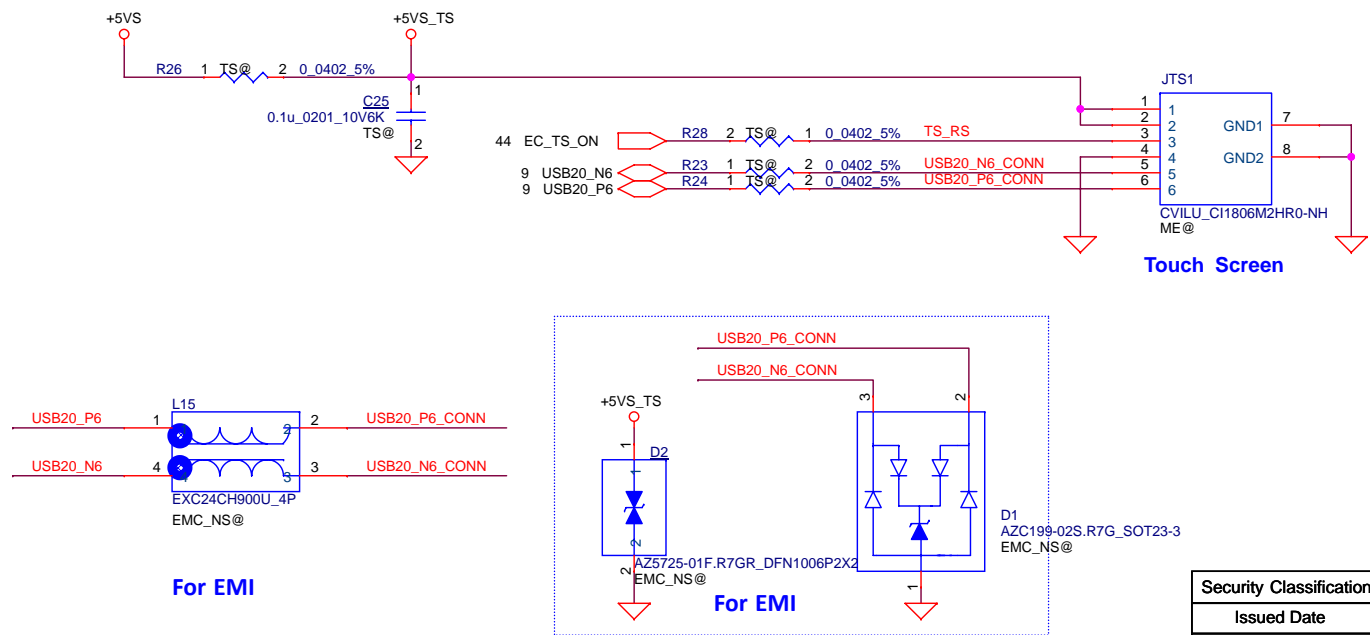 +5VS
+5VS_TS
R26 1 TS@ 2 0_0402_5%
1
C25
0.1u_0201_10V6K
TS@
2
JTS1
1 1
2 2
3 3
4 4
5 5
6 6
GND1 7
GND2 8
CVILU_CI1806M2HR0-NH
ME@
Touch Screen
44 EC_TS_ON R28 2 TS@ 1 0_0402_5% TS_RS
9 USB20_N6 R23 1 TS@ 2 0_0402_5% USB20_N6_CONN
9 USB20_P6 R24 1 TS@ 2 0_0402_5% USB20_P6_CONN
L15
USB20_P6 1 2 2 USB20_P6_CONN
USB20_N6 4 3 3 USB20_N6_CONN
EXC24CH900U_4P
EMC_NS@
For EMI
USB20_P6_CONN
USB20_N6_CONN
+5VS_TS
1
D2
1
2
2
AZ5725-01F.R7GR_DFN1006P2X2
EMC_NS@
3 2
1
D1
AZC199-02S.R7G_SOT23-3
EMC_NS@
For EMI
Security Classification
Issued Date